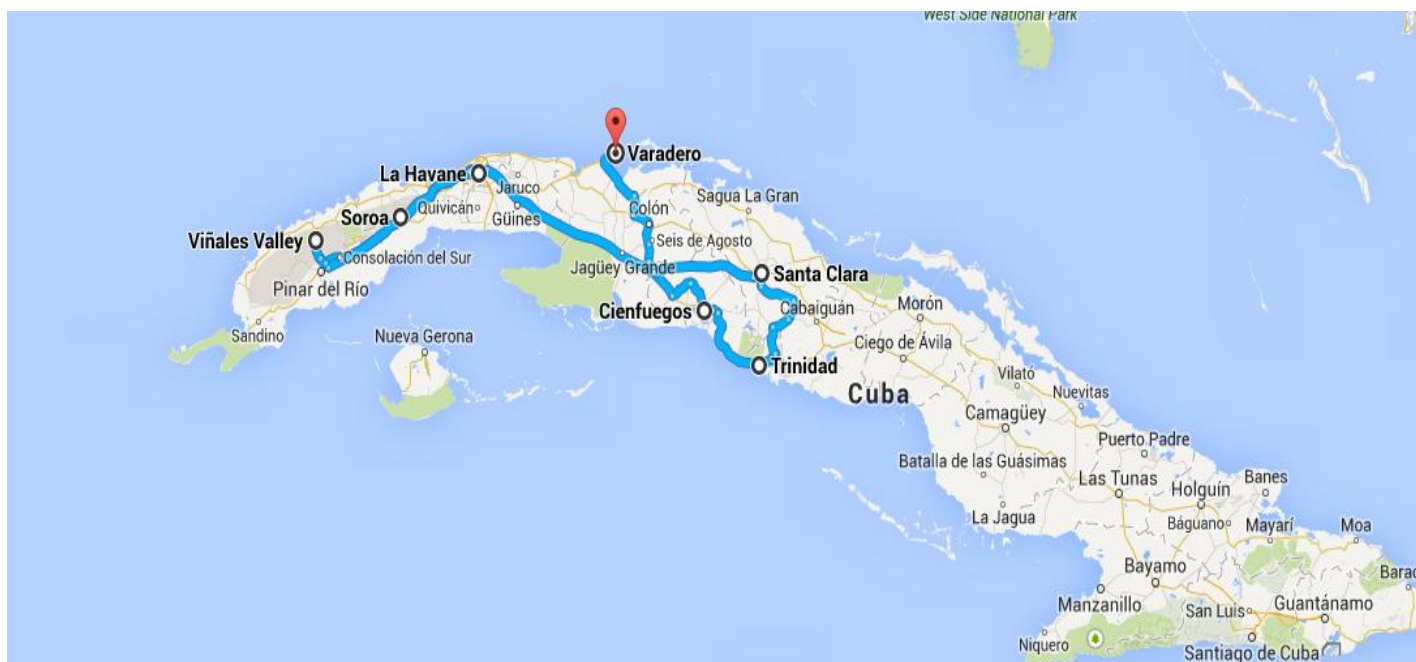 West Side National Park
Varadero
La Havane
Jaruco
Sagua La Gran
Soroa
Quivicán
Güines
Colón
Viñales Valley
Seis de Agosto
Consolación del Sur
Jagüey Grande
Santa Clara
Pinar del Río
Morón
Cienfuegos
Cabaiguán
Sandino
Nueva Gerona
Ciego de Ávila
Trinidad
Vilató
Cuba
Nuevitas
Camagüey
Puerto Padre
Batalla de las Guásimas
Las Tunas
Banes
Holguín
La Jagua
Báguano
Mayarí
Moa
Bayamo
Barac
Manzanillo
San Luis
Guantánamo
Niquero
Santiago de Cuba